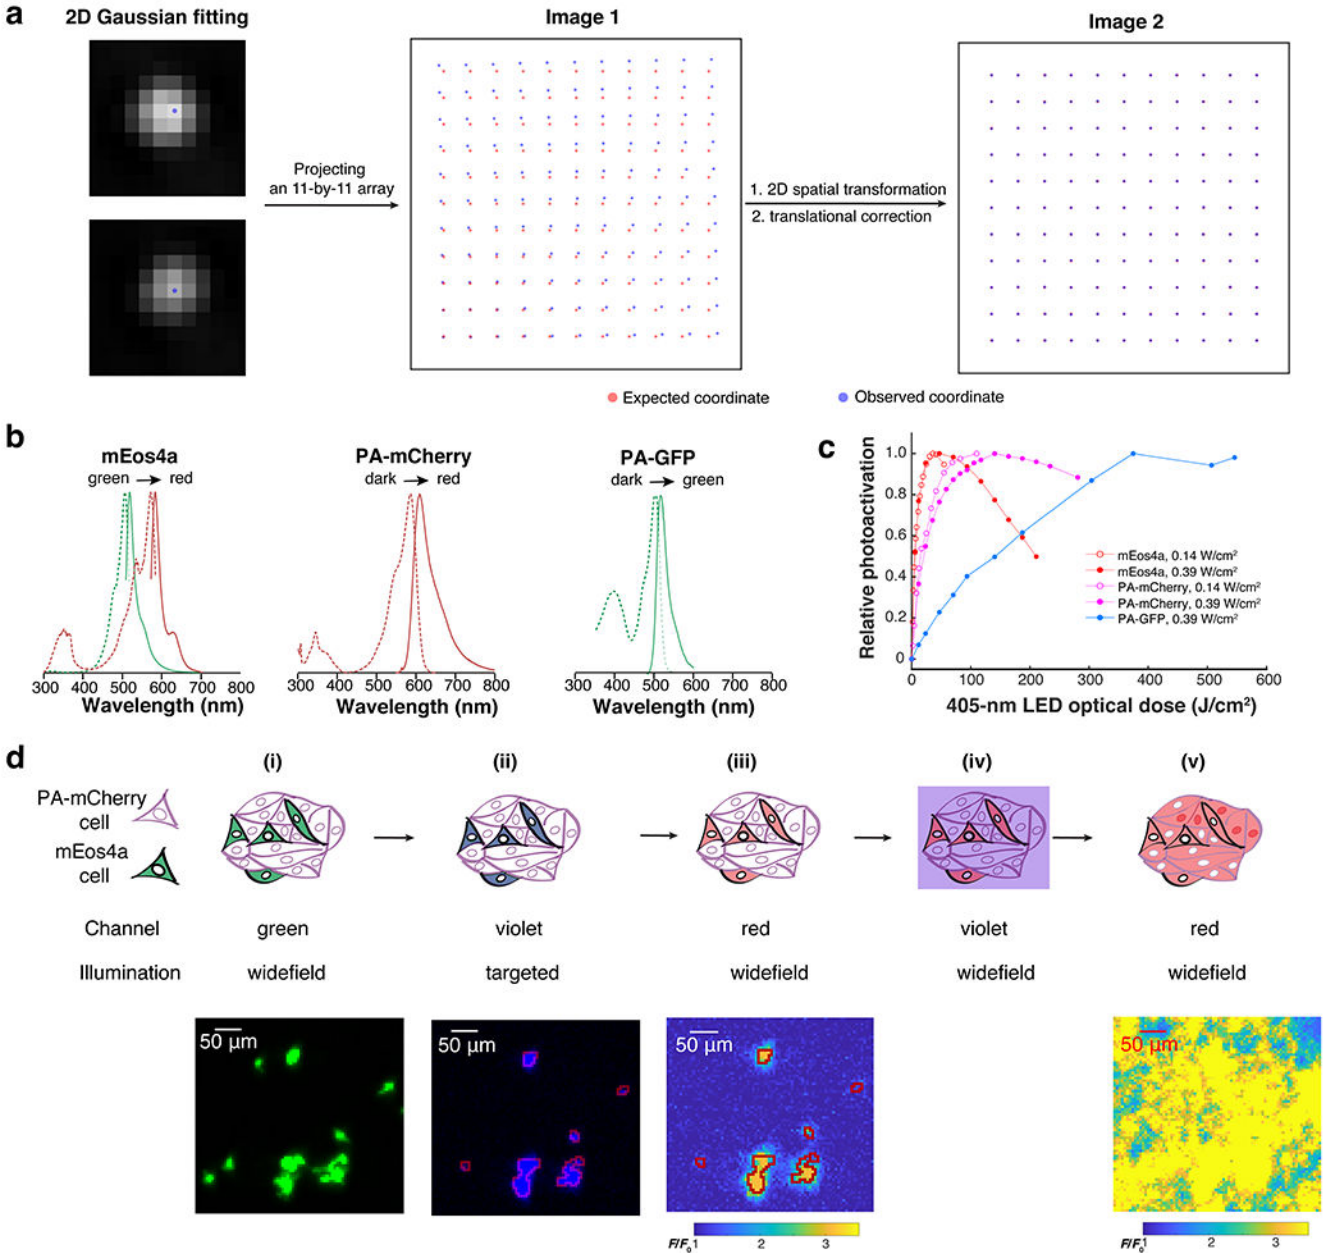 a
2D Gaussian fitting
Image 1
Image 2
Projecting
an 11-by-11 array
1. 2D spatial transformation
2. translational correction
Expected coordinate
Observed coordinate
b
mEos4a
green → red
300 400 500 600 700 800
Wavelength (nm)
PA-mCherry
dark → red
300 400 500 600 700 800
Wavelength (nm)
PA-GFP
dark → green
300 400 500 600 700 800
Wavelength (nm)
c
Relative photoactivation
1.0
0.8
0.6
0.4
0.2
0
mEos4a, 0.14 W/cm²
mEos4a, 0.39 W/cm²
PA-mCherry, 0.14 W/cm²
PA-mCherry, 0.39 W/cm²
PA-GFP, 0.39 W/cm²
0 100 200 300 400 500 600
405-nm LED optical dose (J/cm²)
d
(i) (ii) (iii) (iv) (v)
PA-mCherry
cell
mEos4a
cell
Channel green violet red violet red
Illumination widefield targeted widefield widefield widefield
50 µm
50 µm
50 µm
50 µm
F/F₀ 1 2 3
F/F₀ 1 2 3